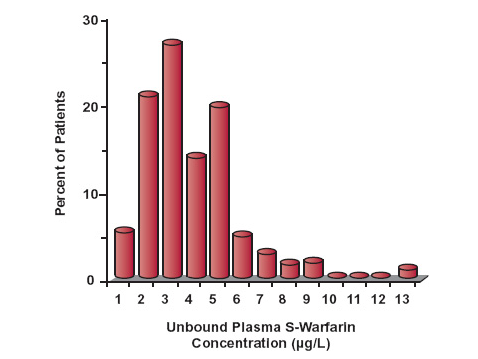 30
20
10
0
Percent of Patients
1 2 3 4 5 6 7 8 9 10 11 12 13
Unbound Plasma S-Warfarin
Concentration (µg/L)